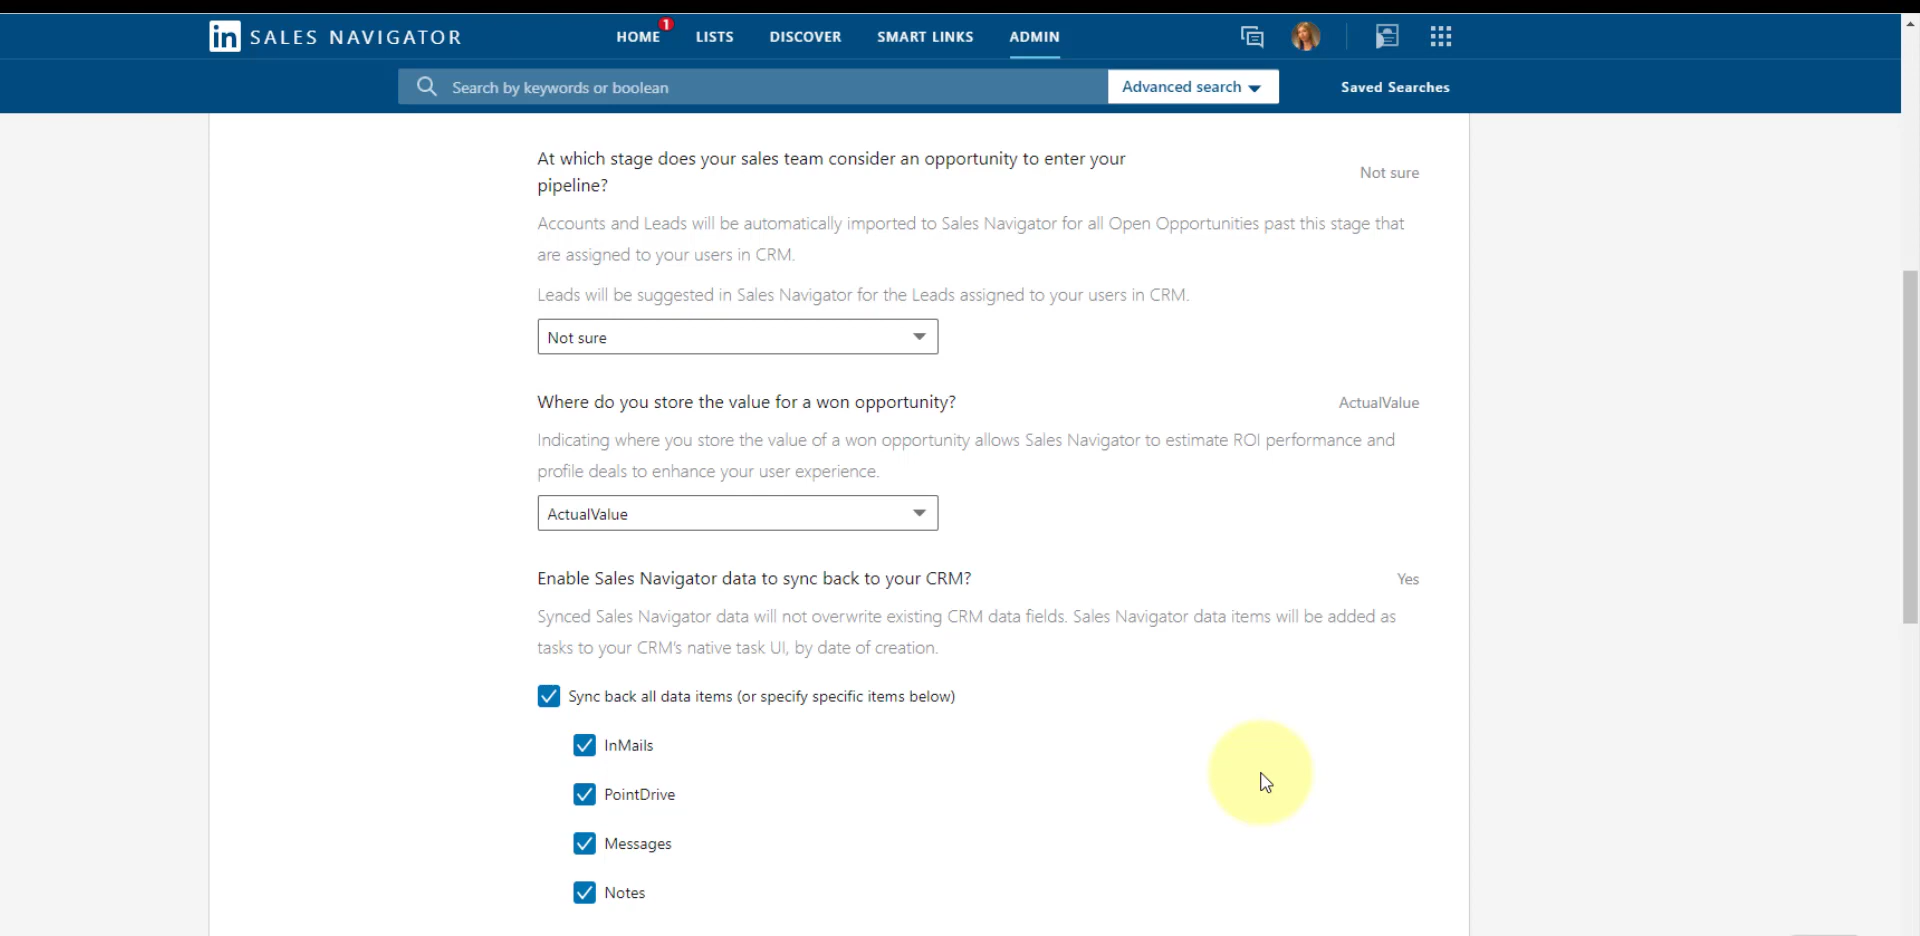 in SALES NAVIGATOR
HOME 1 LISTS DISCOVER SMART LINKS ADMIN
Search by keywords or boolean Advanced search Saved Searches
At which stage does your sales team consider an opportunity to enter your
pipeline?
Not sure
Accounts and Leads will be automatically imported to Sales Navigator for all Open Opportunities past this stage that
are assigned to your users in CRM.
Leads will be suggested in Sales Navigator for the Leads assigned to your users in CRM.
Not sure
Where do you store the value for a won opportunity? ActualValue
Indicating where you store the value of a won opportunity allows Sales Navigator to estimate ROI performance and
profile deals to enhance your user experience.
ActualValue
Enable Sales Navigator data to sync back to your CRM? Yes
Synced Sales Navigator data will not overwrite existing CRM data fields. Sales Navigator data items will be added as
tasks to your CRM's native task UI, by date of creation.
Sync back all data items (or specify specific items below)
InMails
PointDrive
Messages
Notes